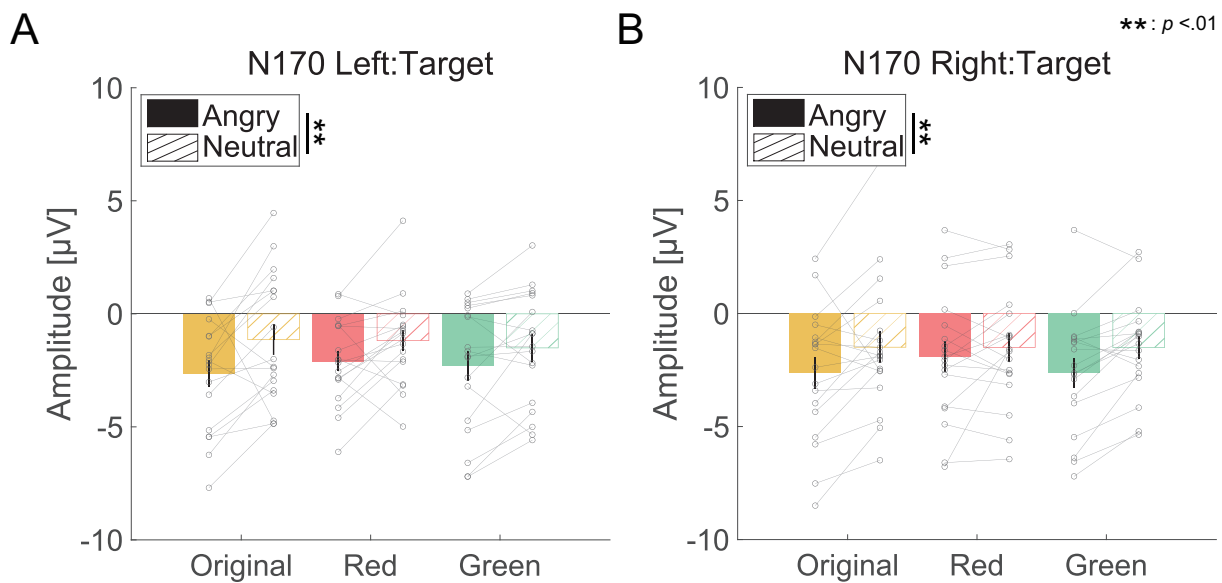 A
N170 Left:Target
10
5
0
-5
-10
Amplitude [µV]
Angry
Neutral
**
Original Red Green
B
**: p <.01
N170 Right:Target
10
5
0
-5
-10
Amplitude [µV]
Angry
Neutral
**
Original Red Green